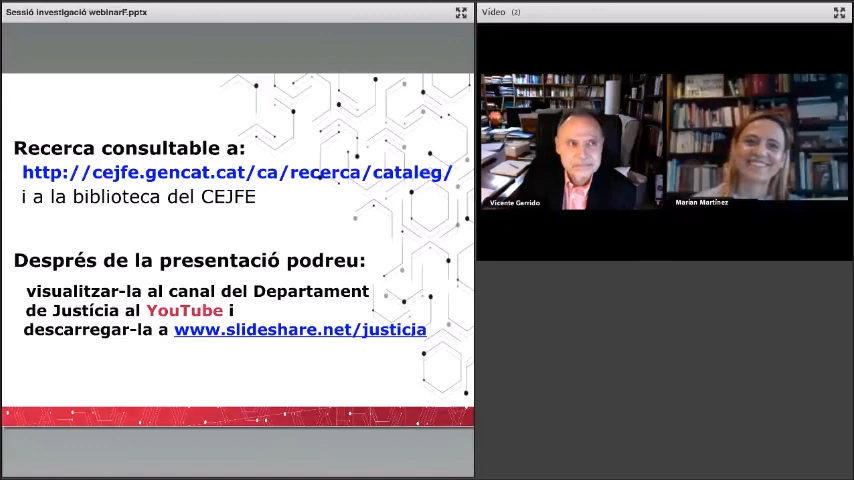 Sessió investigació webinarF.pptx
Vídeo (2)
Recerca consultable a:
http://cejfe.gencat.cat/ca/recerca/cataleg/
i a la biblioteca del CEJFE
Després de la presentació podreu:
visualitzar-la al canal del Departament
de Justícia al YouTube i
descarregar-la a www.slideshare.net/justicia
Vicente Garrido
Marian Martínez